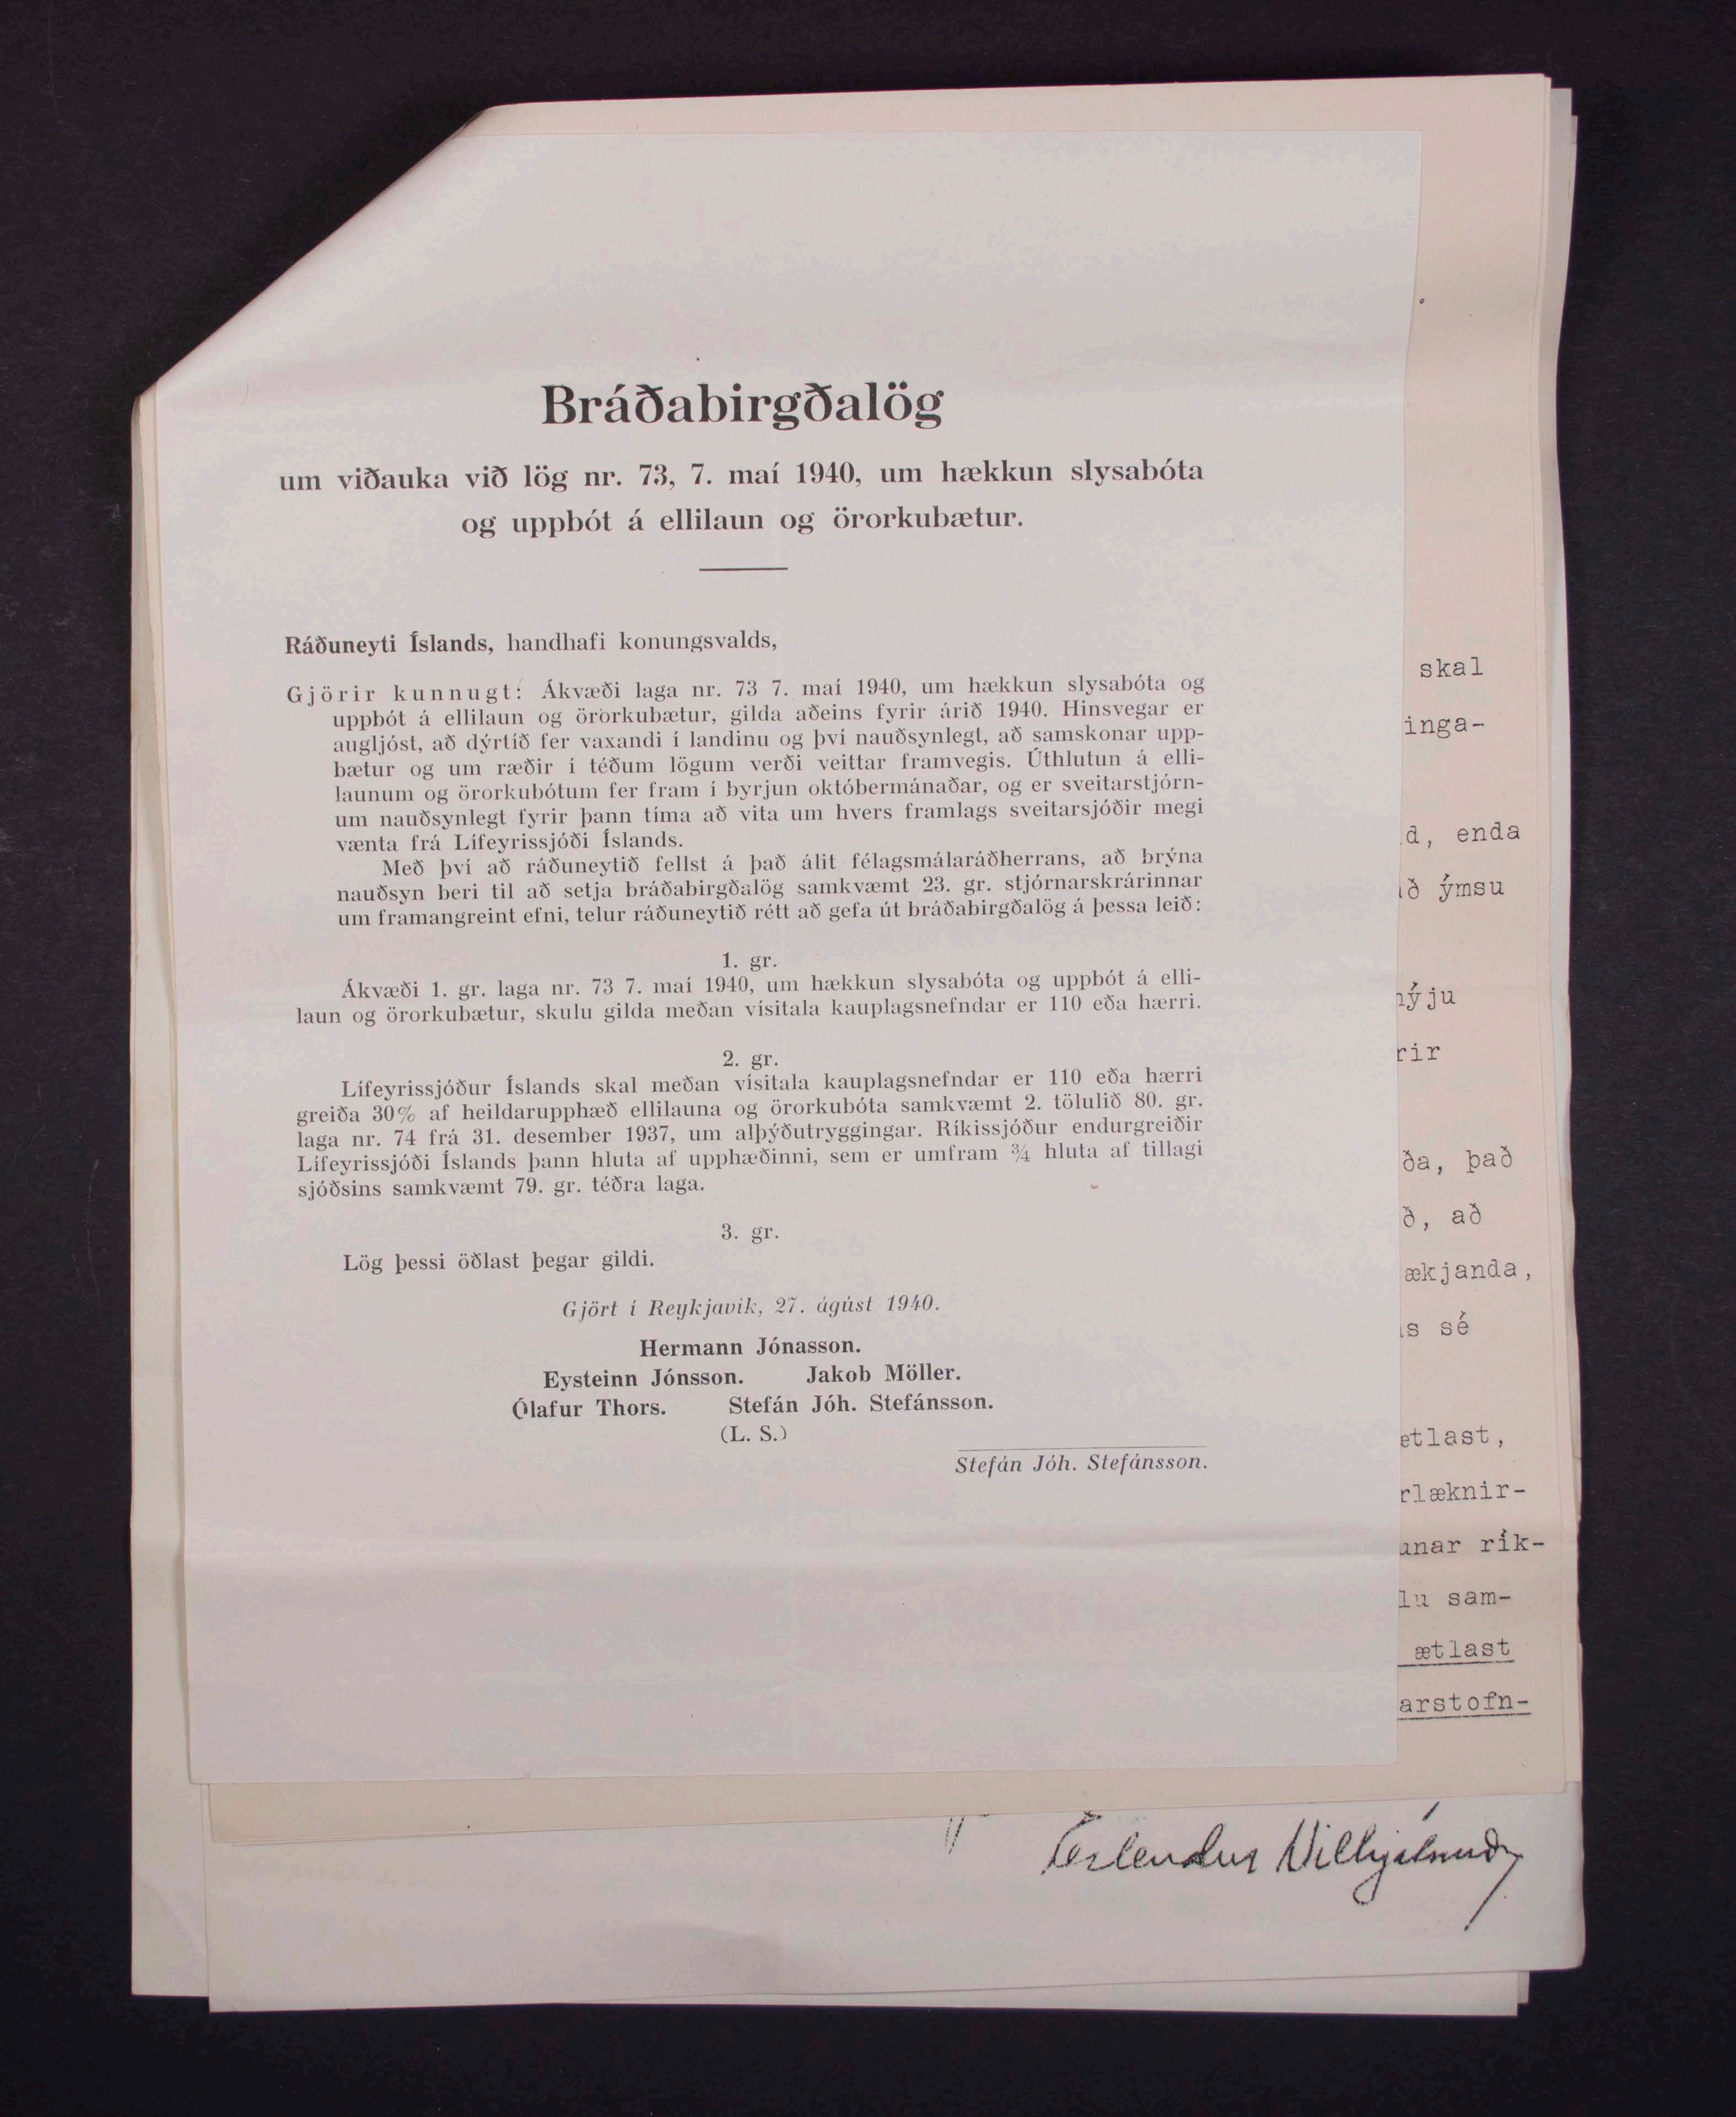 Bráðabirgðalög
um viðauka við lög nr. 73, 7. maí 1940, um hækkun slysabóta
og uppbót á ellilaun og örorkubætur.
Ráðuneyti Íslands, handhafi konungsvalds,
Gjörir kunnugt: Ákvæði laga nr. 73 7. maí 1940, um hækkun slysabóta og
uppbót á ellilaun og örorkubætur, gilda aðeins fyrir árið 1940. Hinsvegar er
augljóst, að dýrtíð fer vaxandi í landinu og því nauðsynlegt, að samskonar upp-
bætur og um ræðir í téðum lögum verði veittar framvegis. Úthlutun á elli-
launum og örorkubótum fer fram í byrjun októbermánaðar, og er sveitarstjórn-
um nauðsynlegt fyrir þann tíma að vita um hvers framlags sveitarsjóðir megi
vænta frá Lífeyrissjóði Íslands.
Með því að ráðuneytið fellst á það álit félagsmálaráðherrans, að brýna
nauðsyn beri til að setja bráðabirgðalög samkvæmt 23. gr. stjórnarskrárinnar
um framangreint efni, telur ráðuneytið rétt að gefa út bráðabirgðalög á þessa leið:
1. gr.
Ákvæði 1. gr. laga nr. 73 7. maí 1940, um hækkun slysabóta og uppbót á elli-
laun og örorkubætur, skulu gilda meðan vísitala kauplagsnefndar er 110 eða hærri.
2. gr.
Lífeyrissjóður Íslands skal meðan vísitala kauplagsnefndar er 110 eða hærri
greiða 30% af heildarupphæð ellilauna og örorkubóta samkvæmt 2. tölulið 80. gr.
laga nr. 74 frá 31. desember 1937, um alþýðutryggingar. Ríkissjóður endurgreiðir
Lífeyrissjóði Íslands þann hluta af upphæðinni, sem er umfram ¾ hluta af tillagi
sjóðsins samkvæmt 79. gr. téðra laga.
3. gr.
Lög þessi öðlast þegar gildi.
Gjört í Reykjavík, 27. ágúst 1940.
Hermann Jónasson.
Eysteinn Jónsson. Jakob Möller.
Ólafur Thors. Stefán Jóh. Stefánsson.
(L. S.)
Stefán Jóh. Stefánsson.
skal
inga-
d, enda
ið ýmsu
nýju
rir
ða, það
ð, að
ækjanda,
s sé
etlast,
rlæknir-
unar rík-
lu sam-
ætlast
arstofn-